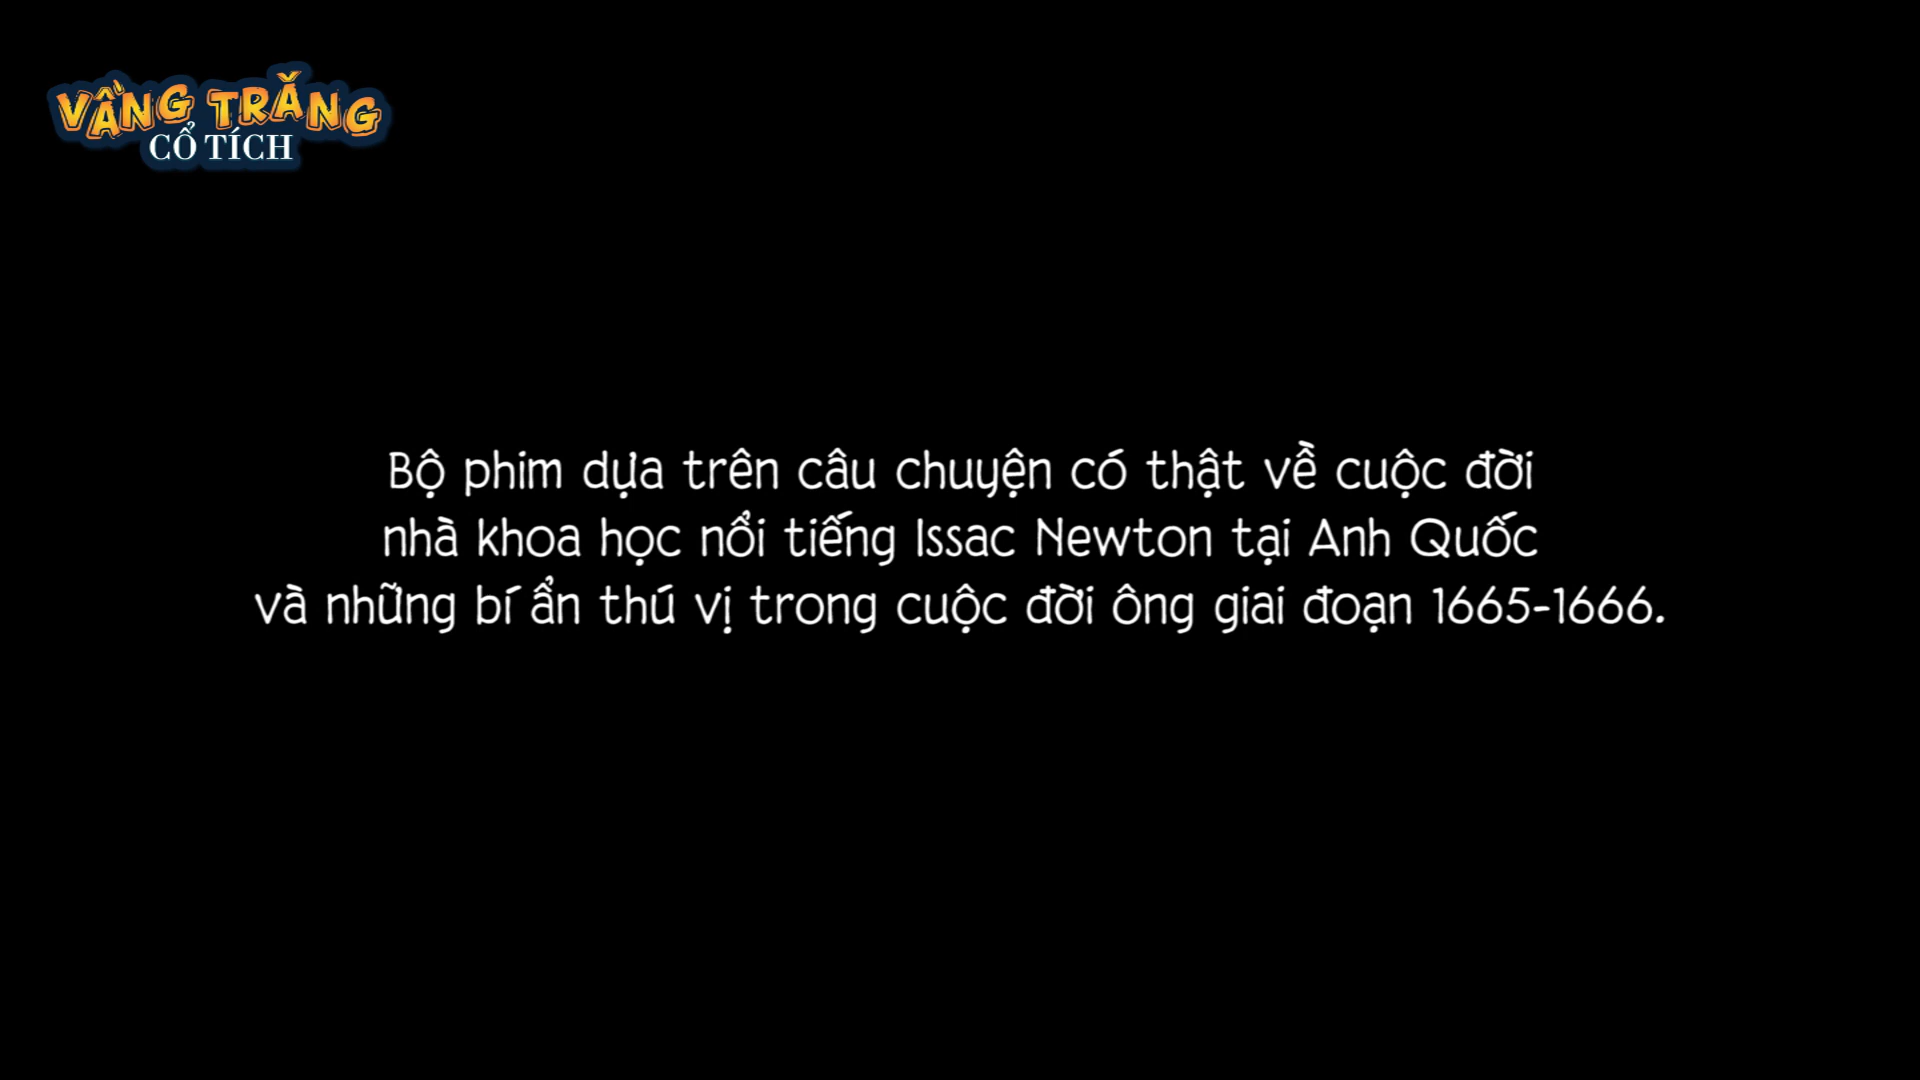 VẦNG TRĂNG
CỔ TÍCH
Bộ phim dựa trên câu chuyện có thật về cuộc đời
nhà khoa học nổi tiếng Issac Newton tại Anh Quốc
và những bí ẩn thú vị trong cuộc đời ông giai đoạn 1665-1666.